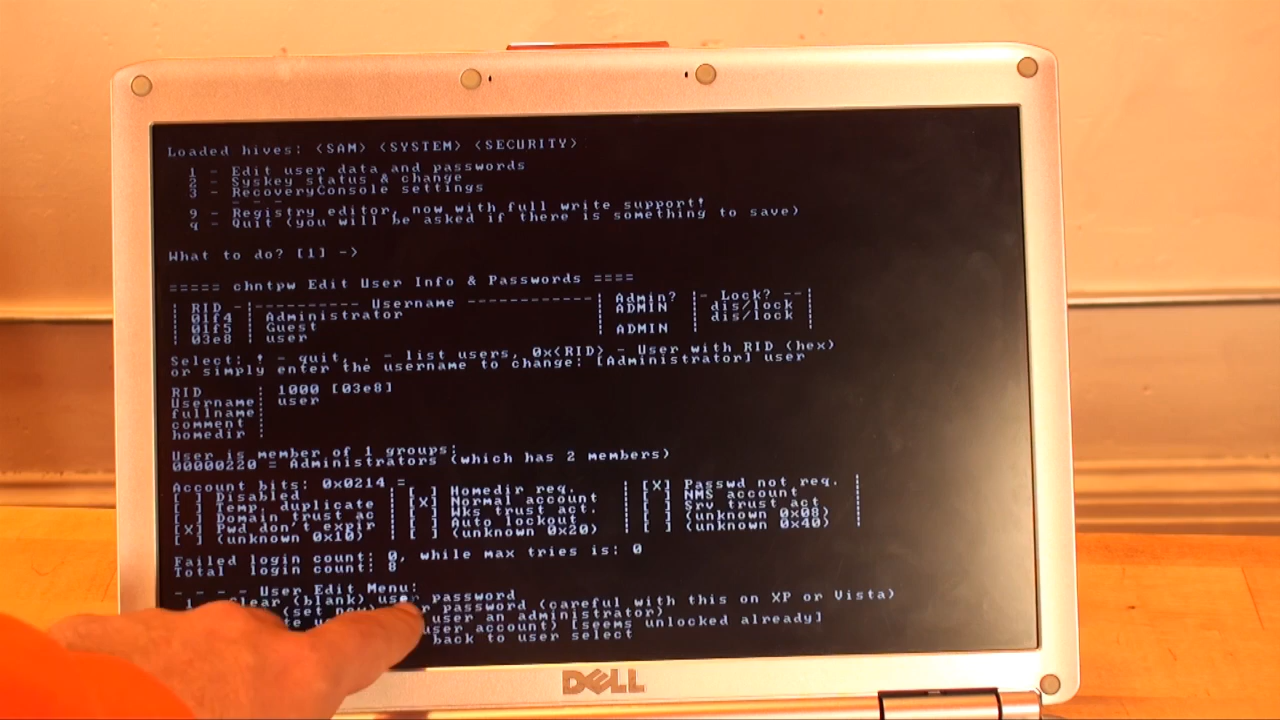 Loaded hives: <SAM> <SYSTEM> <SECURITY>
1 - Edit user data and passwords
2 - Syskey status & change
3 - RecoveryConsole settings
- - -
9 - Registry editor, now with full write support!
q - Quit (you will be asked if there is something to save)
What to do? [1] ->
===== chntpw Edit User Info & Passwords ====
| RID -|---------- Username ------------| Admin? |- Lock? --|
| 01f4 | Administrator | ADMIN | dis/lock |
| 01f5 | Guest | | dis/lock |
| 03e8 | user | ADMIN | |
Select: ! - quit, . - list users, 0x<RID> - User with RID (hex)
or simply enter the username to change: [Administrator] user
RID : 1000 [03e8]
Username: user
fullname:
comment :
homedir :
User is member of 1 groups:
00000220 = Administrators (which has 2 members)
Account bits: 0x0214 =
[ ] Disabled | [ ] Homedir req. | [X] Passwd not req. |
[ ] Temp. duplicate | [X] Normal account | [ ] NMS account |
[ ] Domain trust ac | [ ] Wks trust act. | [ ] Srv trust act |
[X] Pwd don't expir | [ ] Auto lockout | [ ] (unknown 0x08) |
[ ] (unknown 0x10) | [ ] (unknown 0x20) | [ ] (unknown 0x40) |
Failed login count: 0, while max tries is: 0
Total login count: 8
- - - - User Edit Menu:
1 - Clear (blank) user password
(set new) password (careful with this on XP or Vista)
user an administrator)
user account) [seems unlocked already]
back to user select
DELL